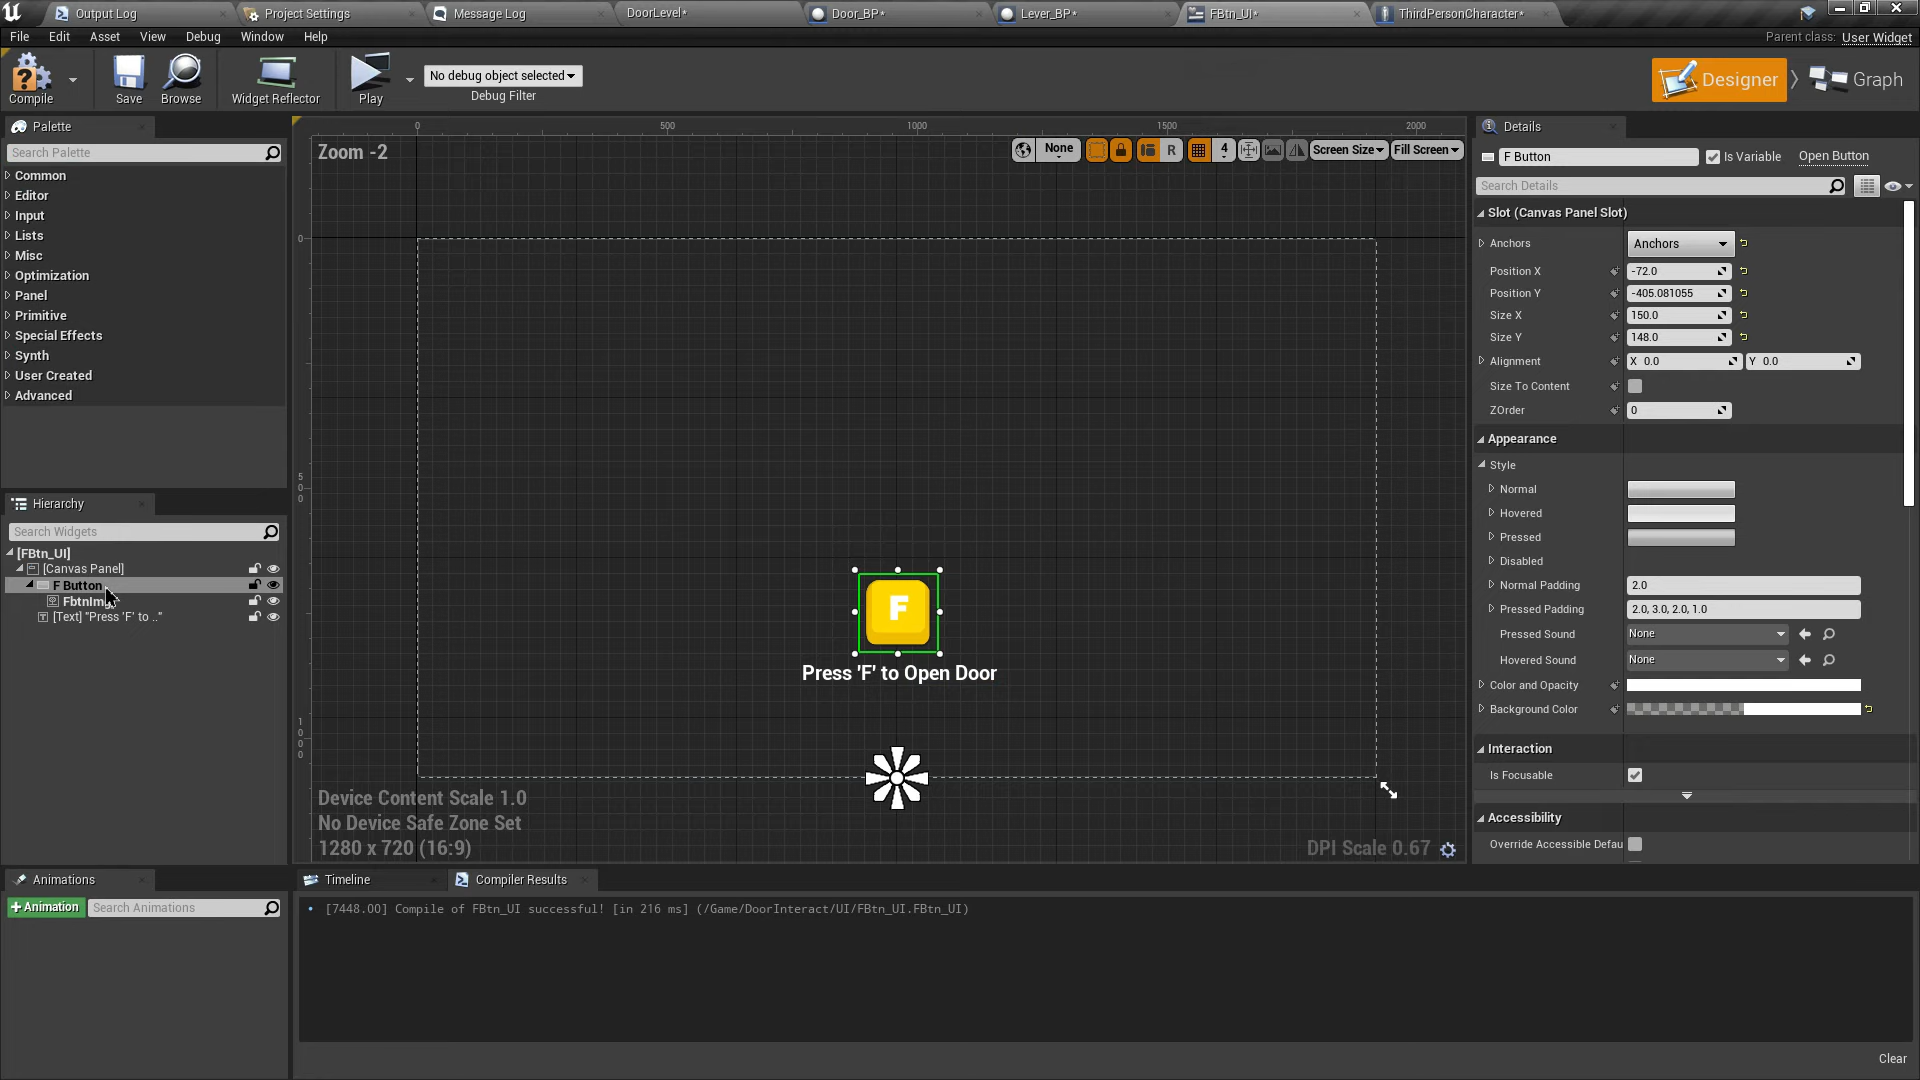 Output Log
Project Settings
Message Log
DoorLevel*
Door_BP*
Lever_BP*
FBtn_UI*
ThirdPersonCharacter*
File
Edit
Asset
View
Debug
Window
Help
Parent class: User Widget
Compile
Save
Browse
Widget Reflector
Play
No debug object selected
Debug Filter
Designer
Graph
Palette
Search Palette
Common
Editor
Input
Lists
Misc
Optimization
Panel
Primitive
Special Effects
Synth
User Created
Advanced
Hierarchy
Search Widgets
[FBtn_UI]
[Canvas Panel]
F Button
[Text] "Press 'F' to .."
Animations
+Animation
Search Animations
0
500
1000
1500
2000
Zoom -2
None
R
4
Screen Size
Fill Screen
0
500
1000
F
Press 'F' to Open Door
Device Content Scale 1.0
No Device Safe Zone Set
1280 x 720 (16:9)
DPI Scale 0.67
Timeline
Compiler Results
[7448.00] Compile of FBtn_UI successful! [in 216 ms] (/Game/DoorInteract/UI/FBtn_UI.FBtn_UI)
Clear
Details
F Button
Is Variable
Open Button
Search Details
Slot (Canvas Panel Slot)
Anchors
Anchors
Position X
-72.0
Position Y
-405.081055
Size X
150.0
Size Y
148.0
Alignment
X 0.0
Y 0.0
Size To Content
ZOrder
0
Appearance
Style
Normal
Hovered
Pressed
Disabled
Normal Padding
2.0
Pressed Padding
2.0, 3.0, 2.0, 1.0
Pressed Sound
None
Hovered Sound
None
Color and Opacity
Background Color
Interaction
Is Focusable
Accessibility
Override Accessible Defau